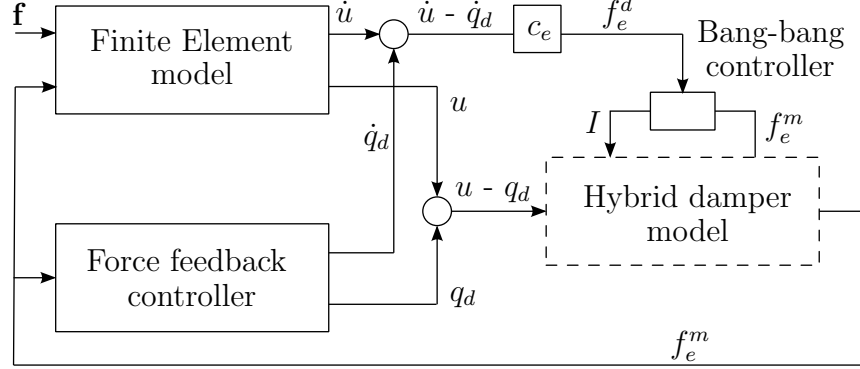 f
Finite Element
model
u̇
u̇ - q̇_d
c_e
f_e^d
Bang-bang
controller
u
q̇_d
I
f_e^m
u - q_d
Hybrid damper
model
Force feedback
controller
q_d
f_e^m